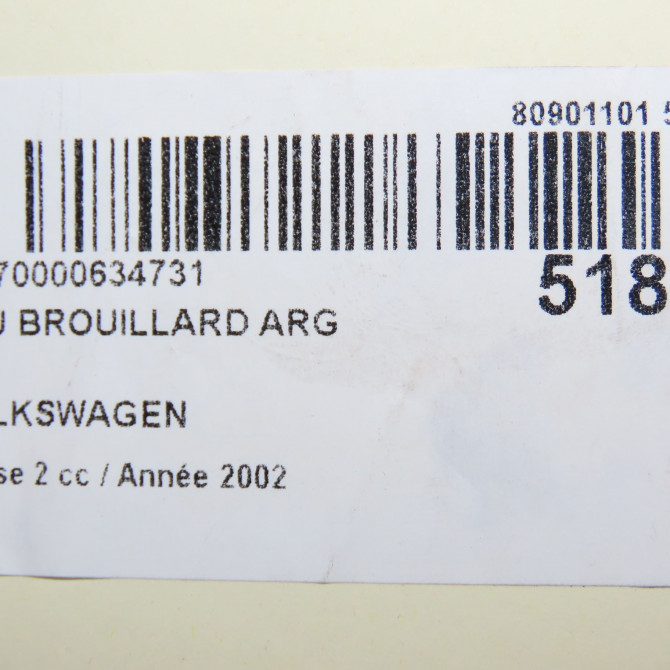 80901101 5
70000634731
518
U BROUILLARD ARG
LKSWAGEN
se 2 cc / Année 2002